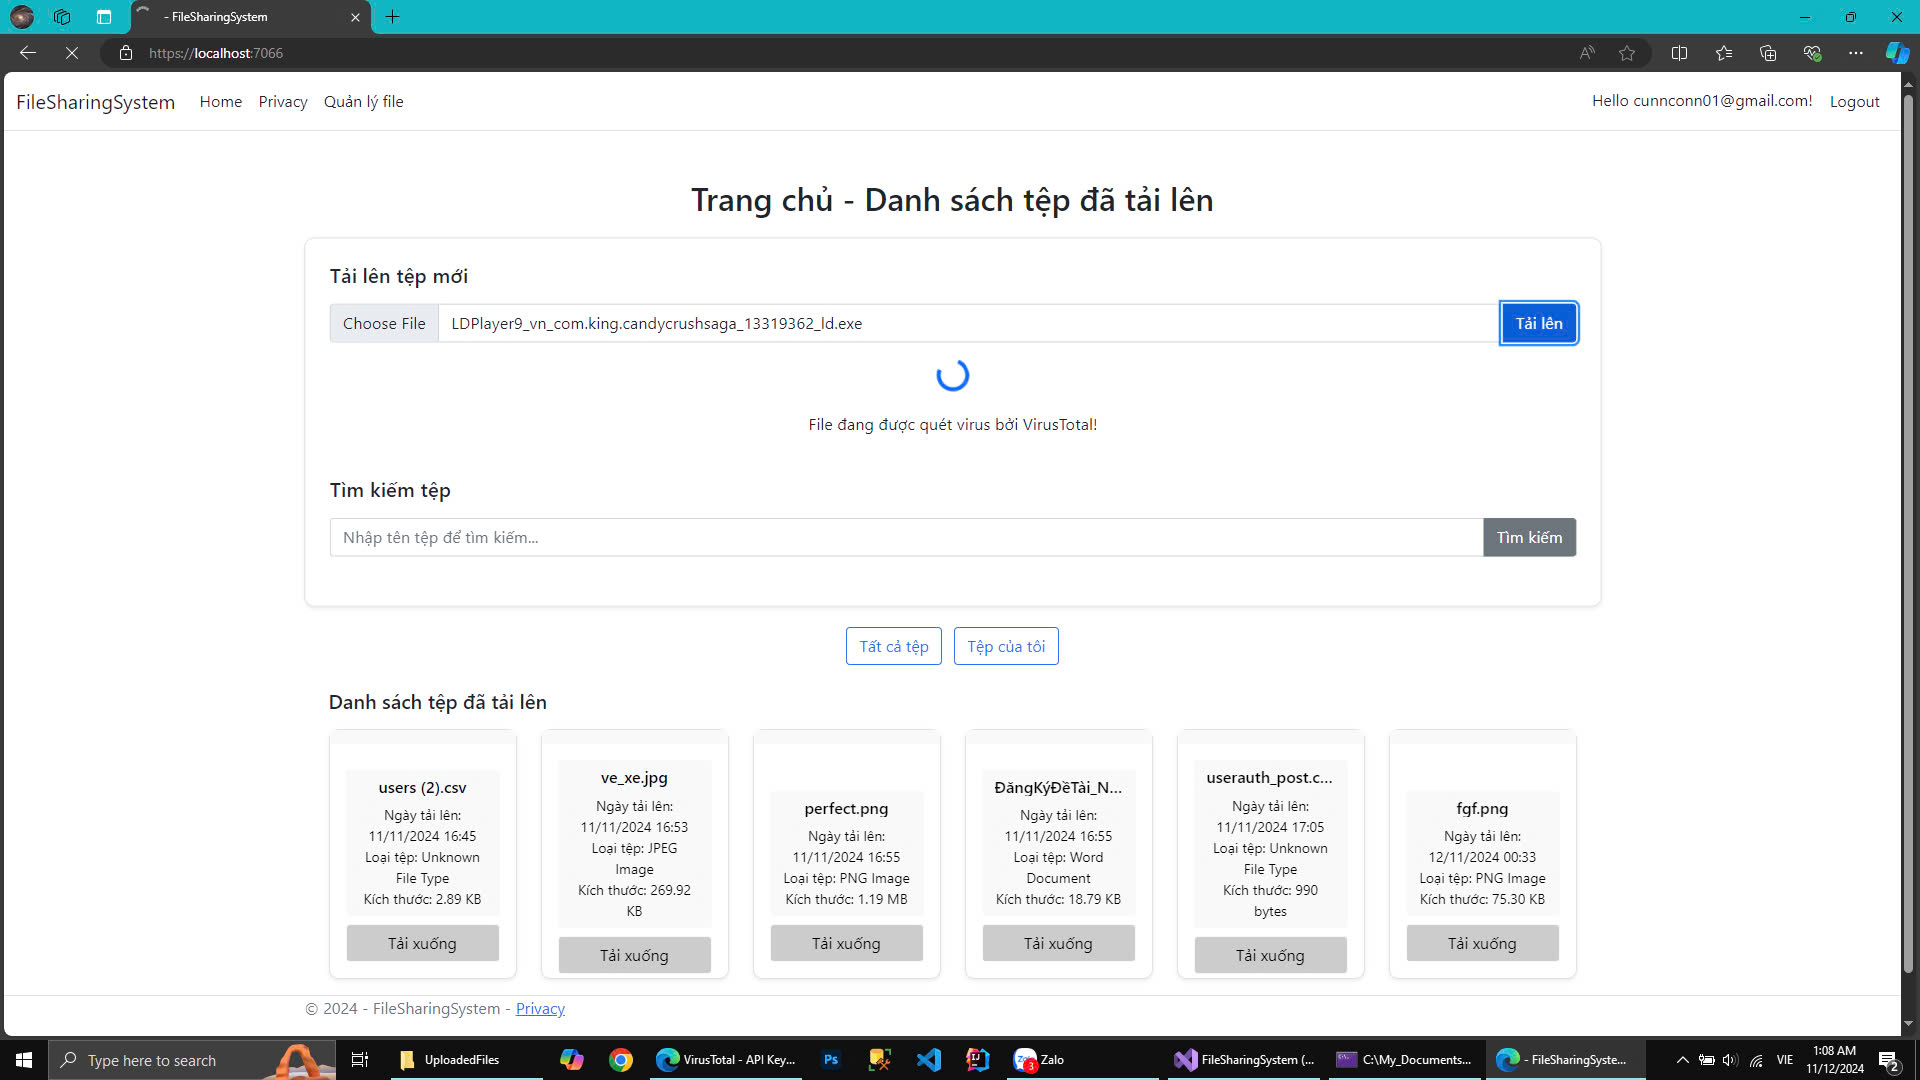 - FileSharingSystem
https://localhost:7066
FileSharingSystem Home Privacy Quản lý file Hello cunnconn01@gmail.com! Logout
Trang chủ - Danh sách tệp đã tải lên
Tải lên tệp mới
Choose File LDPlayer9_vn_com.king.candycrushsaga_13319362_ld.exe Tải lên
File đang được quét virus bởi VirusTotal!
Tìm kiếm tệp
Nhập tên tệp để tìm kiếm... Tìm kiếm
Tất cả tệp Tệp của tôi
Danh sách tệp đã tải lên
users (2).csv
Ngày tải lên:
11/11/2024 16:45
Loại tệp: Unknown
File Type
Kích thước: 2.89 KB
Tải xuống
ve_xe.jpg
Ngày tải lên:
11/11/2024 16:53
Loại tệp: JPEG
Image
Kích thước: 269.92
KB
Tải xuống
perfect.png
Ngày tải lên:
11/11/2024 16:55
Loại tệp: PNG Image
Kích thước: 1.19 MB
Tải xuống
ĐăngKýĐềTài_N...
Ngày tải lên:
11/11/2024 16:55
Loại tệp: Word
Document
Kích thước: 18.79 KB
Tải xuống
userauth_post.c...
Ngày tải lên:
11/11/2024 17:05
Loại tệp: Unknown
File Type
Kích thước: 990
bytes
Tải xuống
fgf.png
Ngày tải lên:
12/11/2024 00:33
Loại tệp: PNG Image
Kích thước: 75.30 KB
Tải xuống
© 2024 - FileSharingSystem - Privacy
Type here to search UploadedFiles VirusTotal - API Key... Ps Zalo 3 FileSharingSystem (... C:\My_Documents... - FileSharingSyste... VIE 1:08 AM
11/12/2024 2